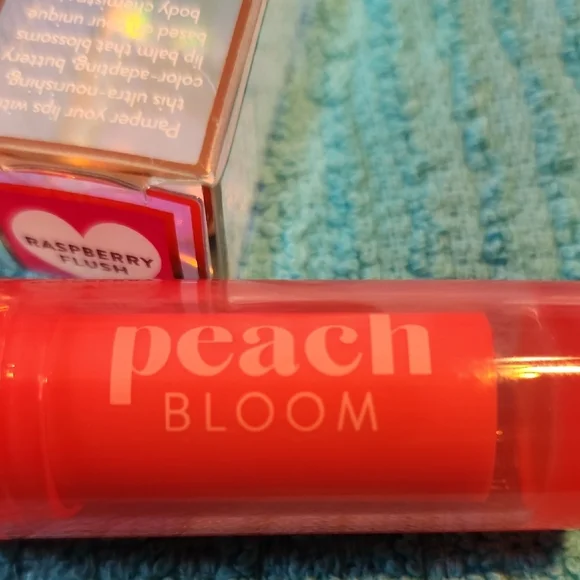 Pamper your lips with
this ultra-nourishing,
color-adapting, buttery
lip balm that blossoms
based your unique
body
RASPBERRY
FLUSH
peach
BLOOM